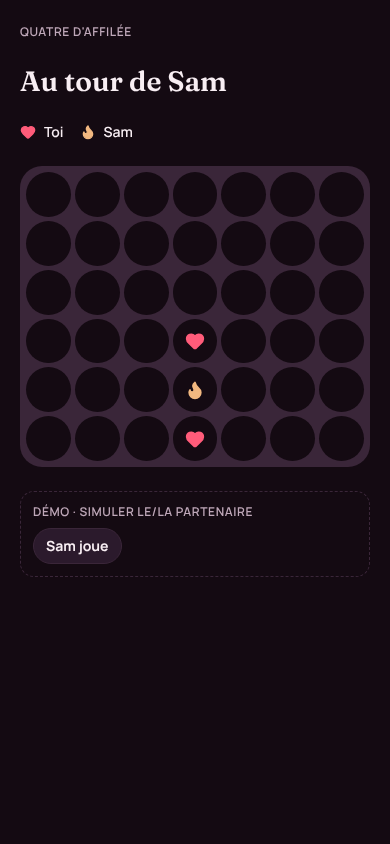 QUATRE D'AFFILÉE
Au tour de Sam
Toi Sam
DÉMO · SIMULER LE/LA PARTENAIRE
Sam joue